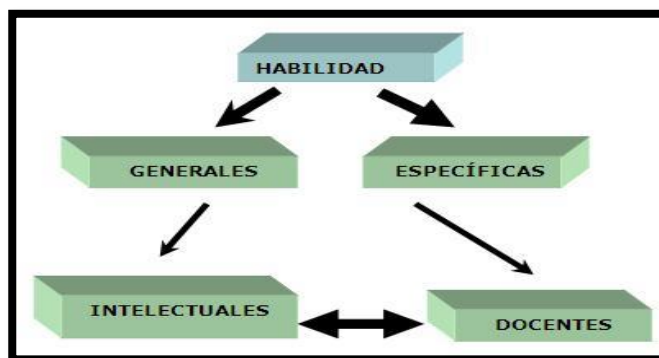 HABILIDAD
GENERALES
ESPECÍFICAS
INTELECTUALES
DOCENTES